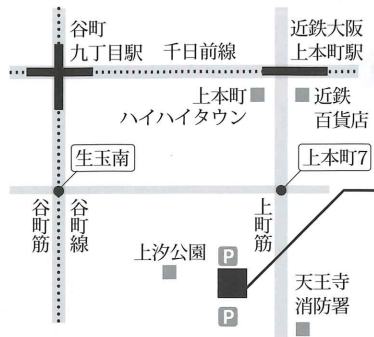 谷町
九丁目駅
千日前線
近鉄大阪
上本町駅
上本町
ハイハイタウン
近鉄
百貨店
生玉南
上本町7
谷町筋
谷町線
上町筋
上汐公園
P
P
天王寺
消防署